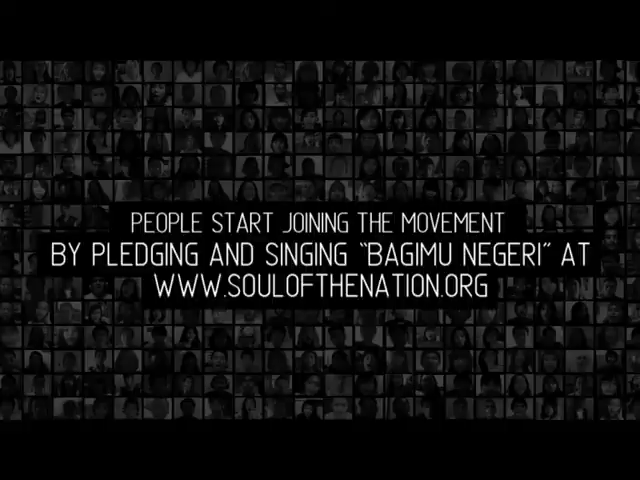 PEOPLE START JOINING THE MOVEMENT
BY PLEDGING AND SINGING "BAGIMU NEGERI" AT
WWW.SOULOFTHENATION.ORG